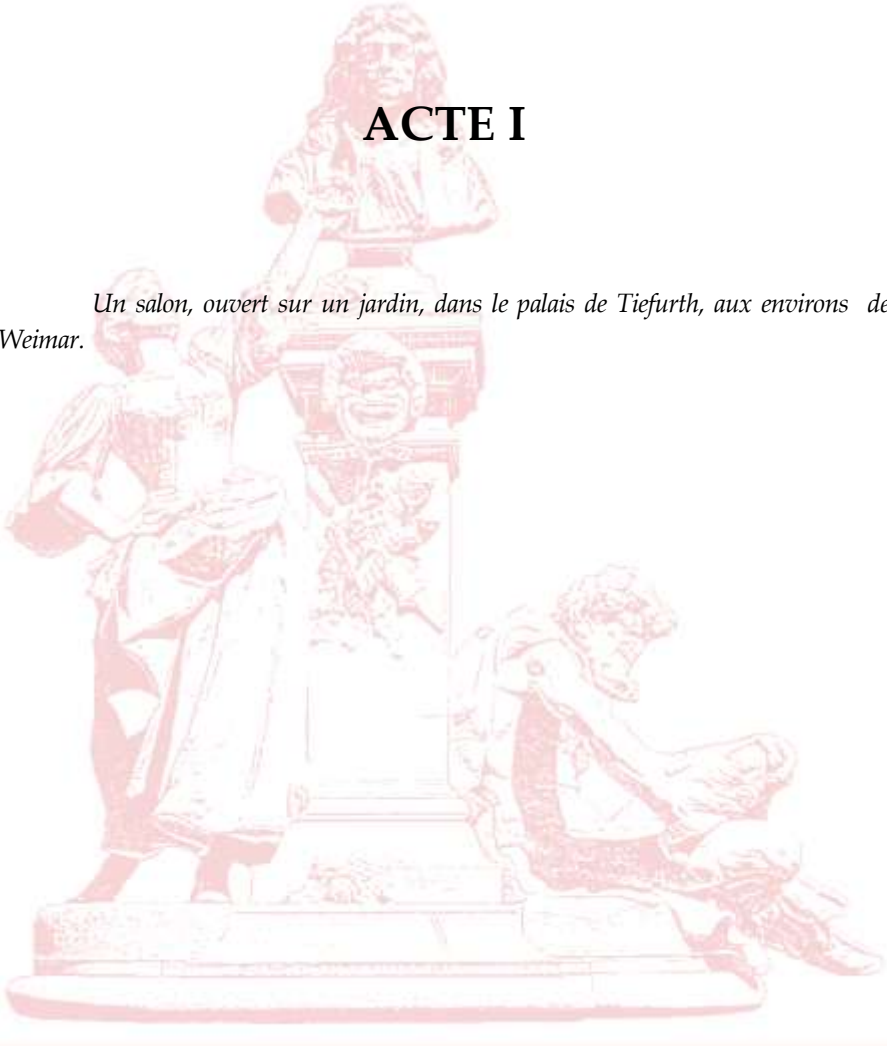 ACTE I
Un salon, ouvert sur un jardin, dans le palais de Tiefurth, aux environs de
Weimar.